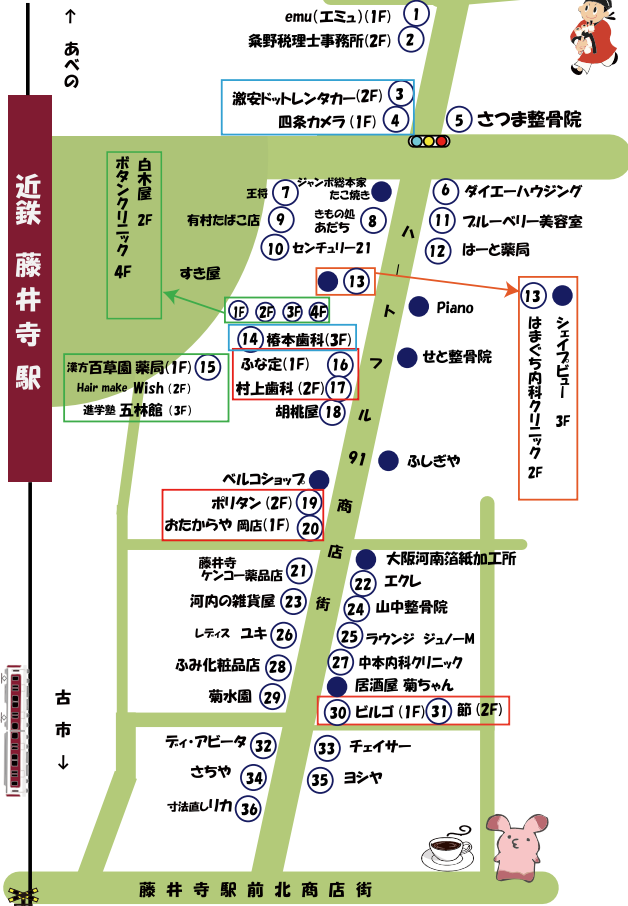 ↑ あべの
emu(エミュ)(1F) 1
粂野税理士事務所(2F) 2
激安ドットレンタカー(2F) 3
四条カメラ(1F) 4
5 さつま整骨院
近鉄 藤井寺駅
白木屋 2F
ボタンクリニック 4F
王将 7
ジャンボ総本家
たこ焼き
6 ダイエーハウジング
有村たばこ店 9
きもの処
あだち 8
11 ブルーベリー美容室
10 センチュリー21
12 はーと薬局
すき屋
13
13
シェイプビュー 3F
はまぐち内科クリニック 2F
1F 2F 3F 4F
Piano
14 椿本歯科(3F)
せと整骨院
漢方百草園 薬局(1F) 15
Hair make Wish (2F)
進学塾 五林館 (3F)
ふな定(1F) 16
村上歯科 (2F) 17
胡桃屋 18
ハートフル91商店街
ふしぎや
ベルコショップ
ポリタン (2F) 19
おたからや 岡店(1F) 20
大阪河南箔紙加工所
藤井寺
ケンコー薬品店 21
22 エクレ
河内の雑貨屋 23
24 山中整骨院
レディス ユキ 26
25 ラウンジ ジュノーM
ふみ化粧品店 28
27 中本内科クリニック
居酒屋 菊ちゃん
菊水園 29
30 ビルゴ (1F) 31 節 (2F)
ディ・アビータ 32
33 チェイサー
さちや 34
35 ヨシヤ
寸法直しリカ 36
古市 ↓
藤井寺駅前北商店街